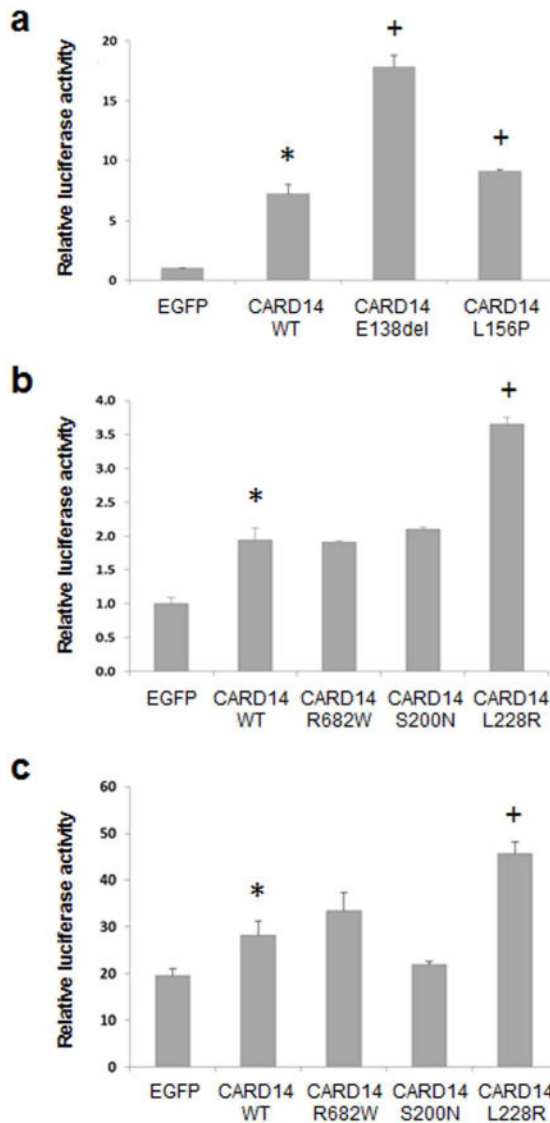 a
Relative luciferase activity
20
15
10
5
0
+
*
+
EGFP CARD14 CARD14 CARD14
WT E138del L156P
b
Relative luciferase activity
4.0
3.5
3.0
2.5
2.0
1.5
1.0
0.5
0.0
+
*
EGFP CARD14 CARD14 CARD14 CARD14
WT R682W S200N L228R
c
Relative luciferase activity
60
50
40
30
20
10
0
+
*
EGFP CARD14 CARD14 CARD14 CARD14
WT R682W S200N L228R